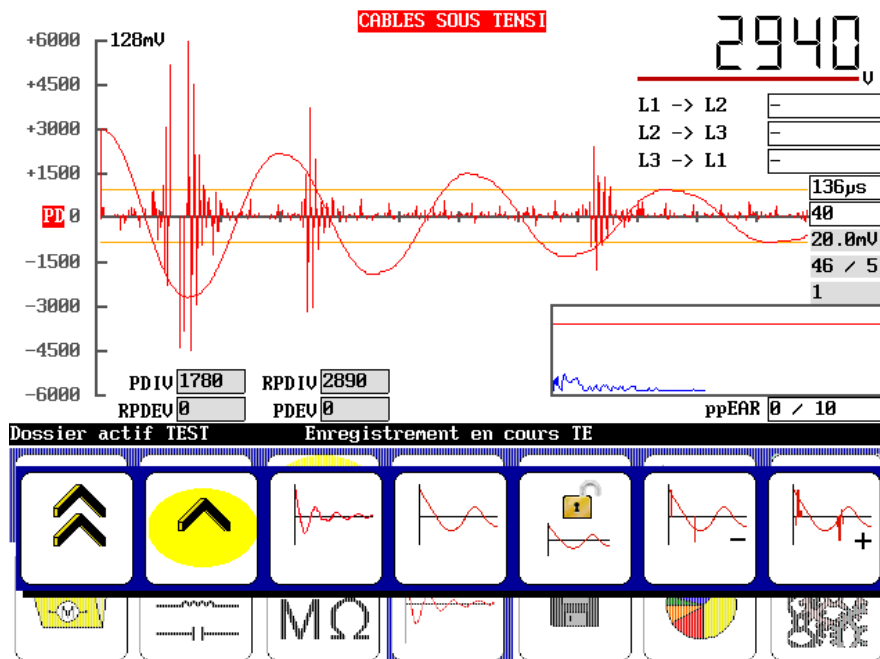 CABLES SOUS TENSI
2940
V
+6000
128mV
+4500
+3000
+1500
PD 0
-1500
-3000
-4500
-6000
L1 -> L2 -
L2 -> L3 -
L3 -> L1 -
136µs
40
20.0mV
46 / 5
1
PDIV 1780 RPDIV 2890
RPDEV 0 PDEV 0
ppEAR 0 / 10
Dossier actif TEST Enregistrement en cours TE
- +
M
MΩ